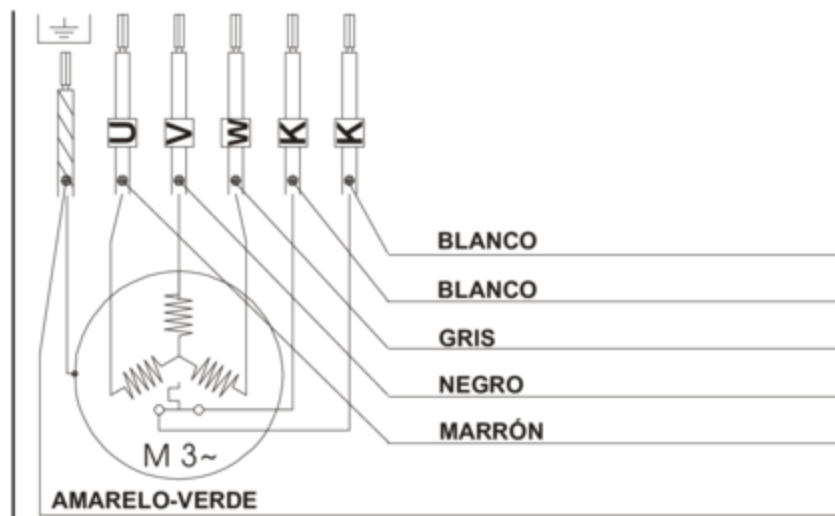 U V W K K
BLANCO
BLANCO
GRIS
NEGRO
MARRÓN
M 3~
AMARELO-VERDE